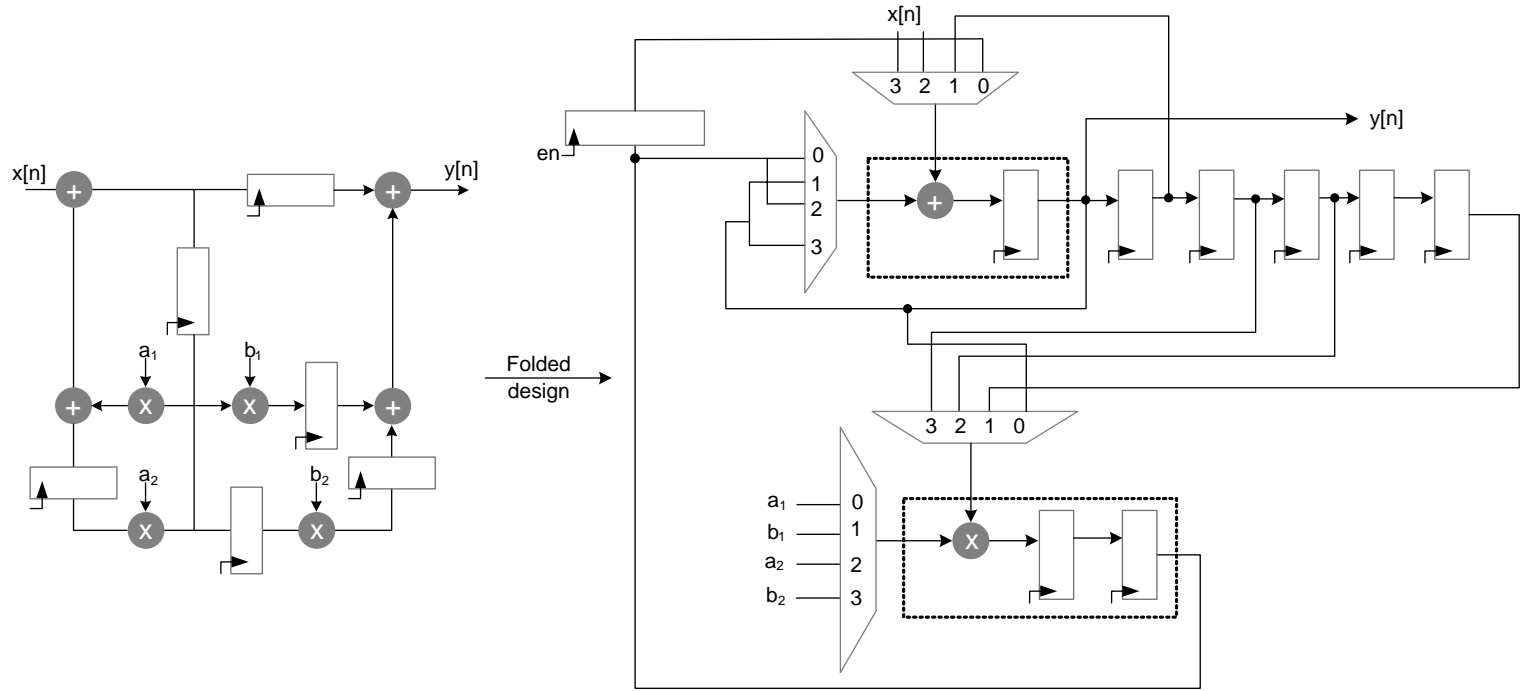 x[n]
+
+
y[n]
a₁
b₁
+
x
x
+
a₂
b₂
x
x
Folded
design
x[n]
3 2 1 0
en
0
1
2
3
+
y[n]
3 2 1 0
a₁
b₁
a₂
b₂
0
1
2
3
x